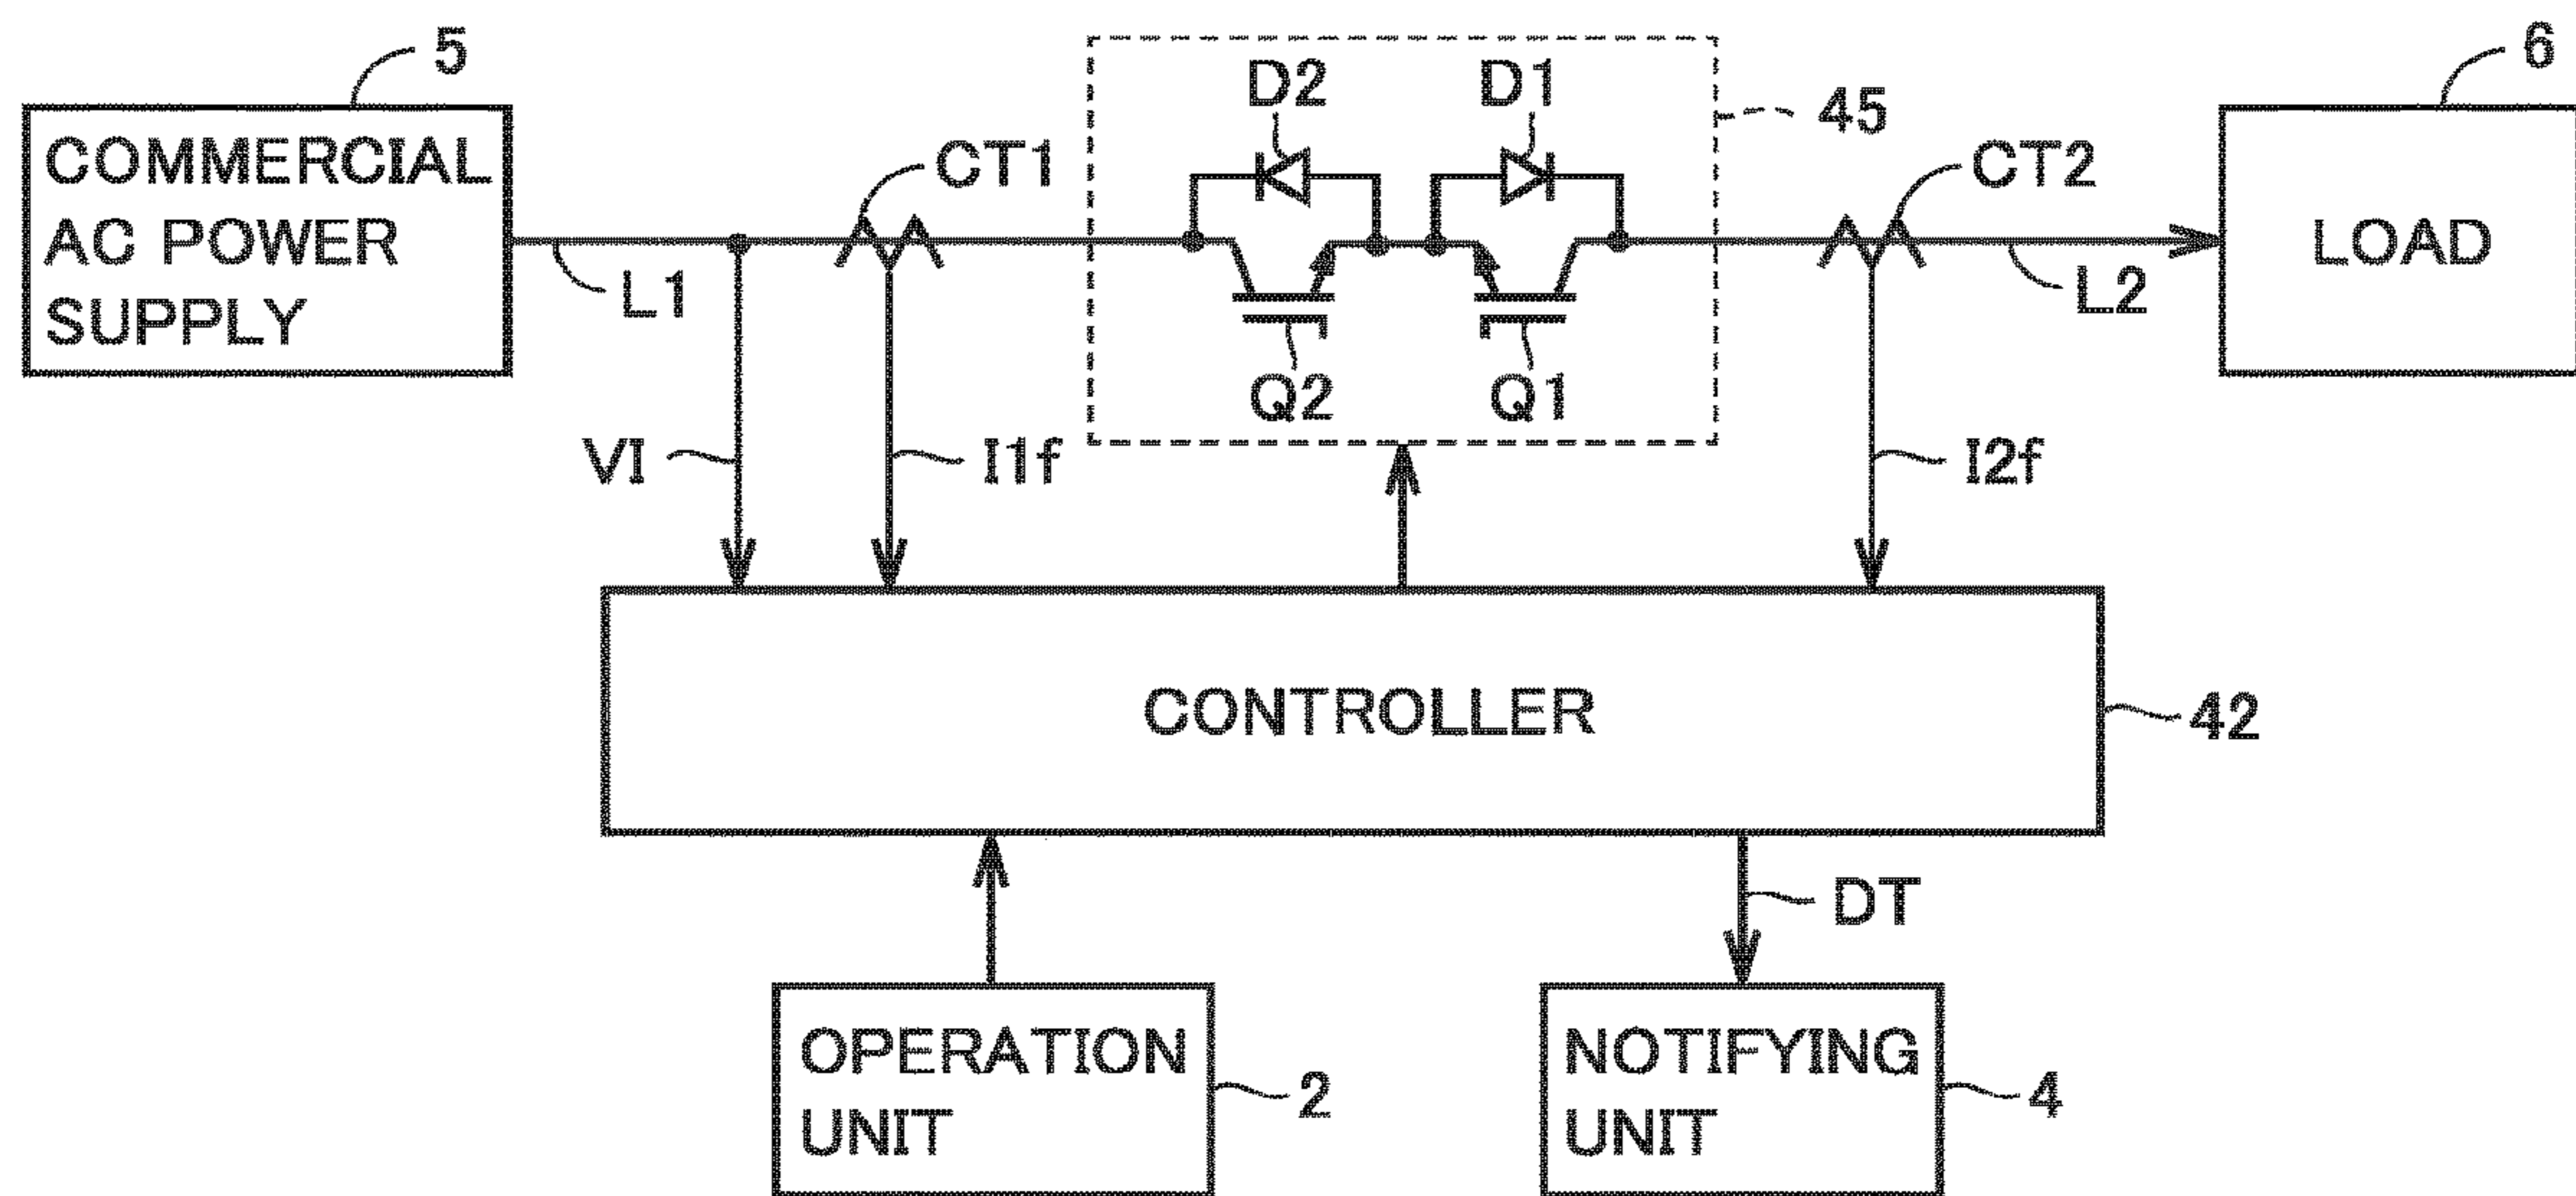 5
6
D2
D1
45
COMMERCIAL
AC POWER
SUPPLY
CT1
CT2
LOAD
L1
L2
Q2
Q1
VI
I1f
I2f
CONTROLLER
42
DT
OPERATION
UNIT
2
NOTIFYING
UNIT
4